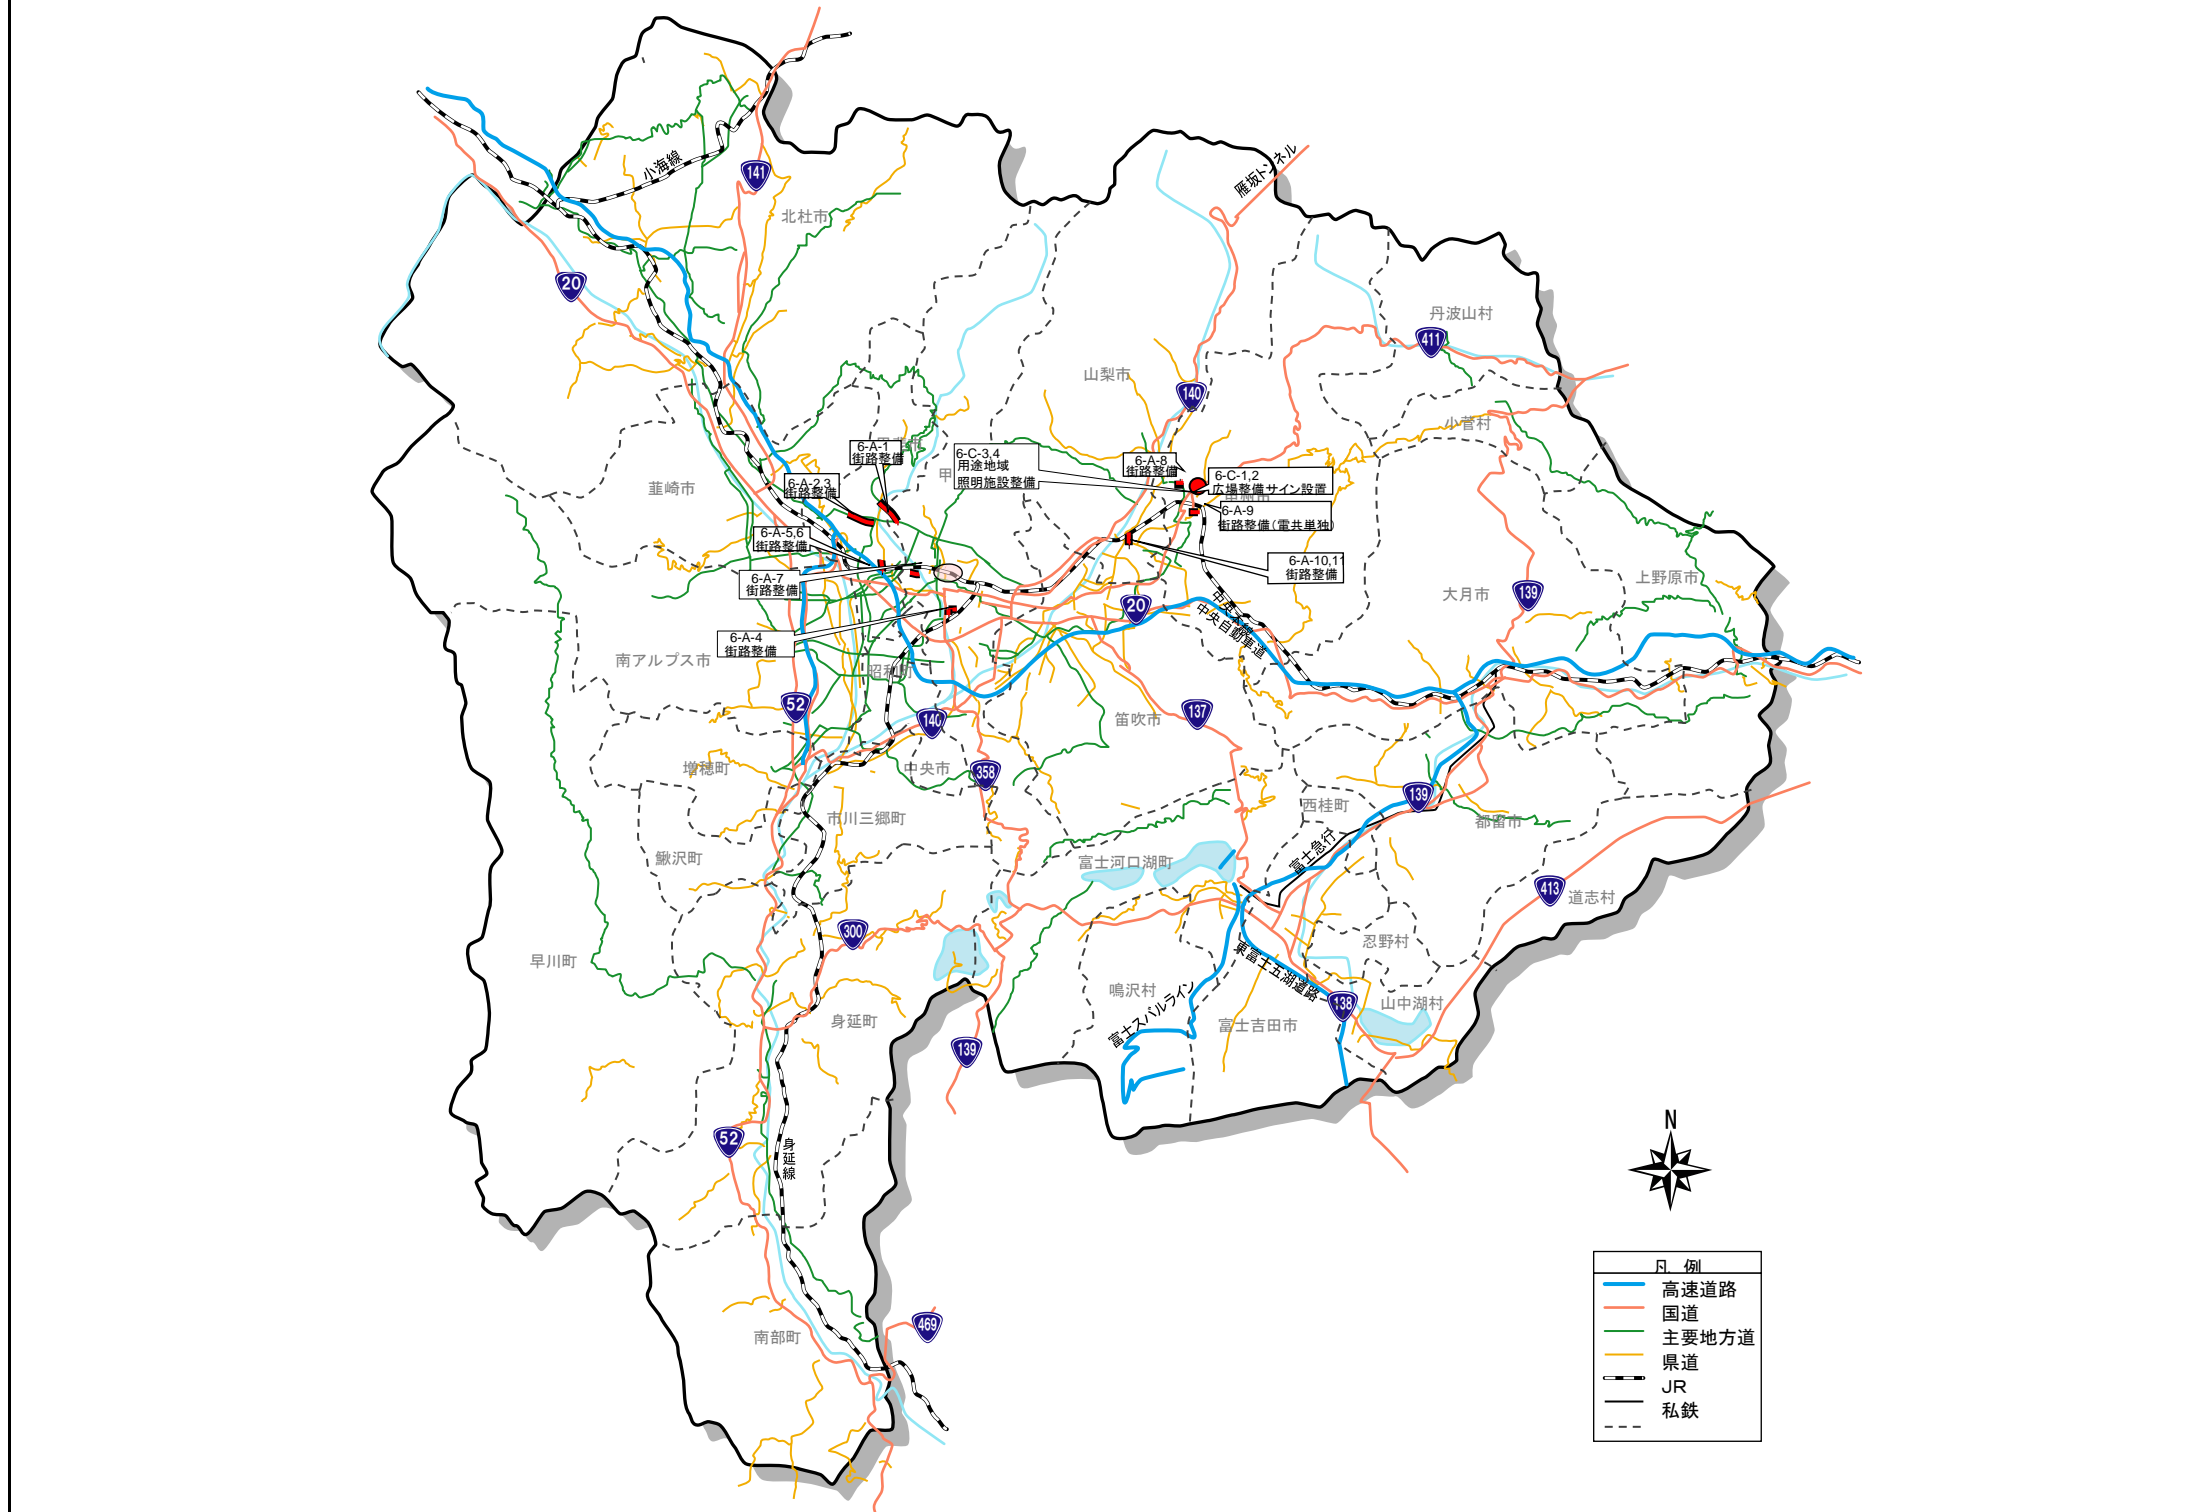 雁坂トンネル
小海線
141
北杜市
20
丹波山村
411
山梨市
140
小菅村
6-A-1
街路整備
6-C-3,4
用途地域
照明施設整備
甲
6-A-8
街路整備
6-C-1,2
広場整備サイン設置
甲州市
6-A-9
街路整備(電共単独)
韮崎市
6-A-2,3
街路整備
6-A-5,6
街路整備
6-A-10,11
街路整備
6-A-7
街路整備
上野原市
大月市
139
20
中央本線
中央自動車道
6-A-4
街路整備
南アルプス市
昭和町
52
140
笛吹市
137
増穂町
中央市
358
西桂町
139
都留市
市川三郷町
鰍沢町
富士河口湖町
富士急行
413
道志村
300
忍野村
早川町
東富士五湖道路
鳴沢村
富士スバルライン
138
山中湖村
身延町
富士吉田市
139
52
身延線
N
469
南部町
凡 例
高速道路
国道
主要地方道
県道
JR
私鉄